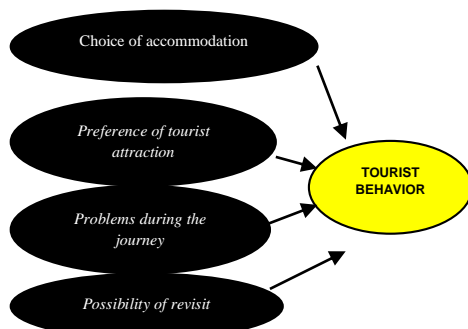 Choice of accommodation
Preference of tourist
attraction
Problems during the
journey
Possibility of revisit
TOURIST
BEHAVIOR